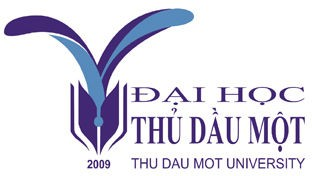 ĐẠI HỌC
THỦ DẦU MỘT
2009 THU DAU MOT UNIVERSITY